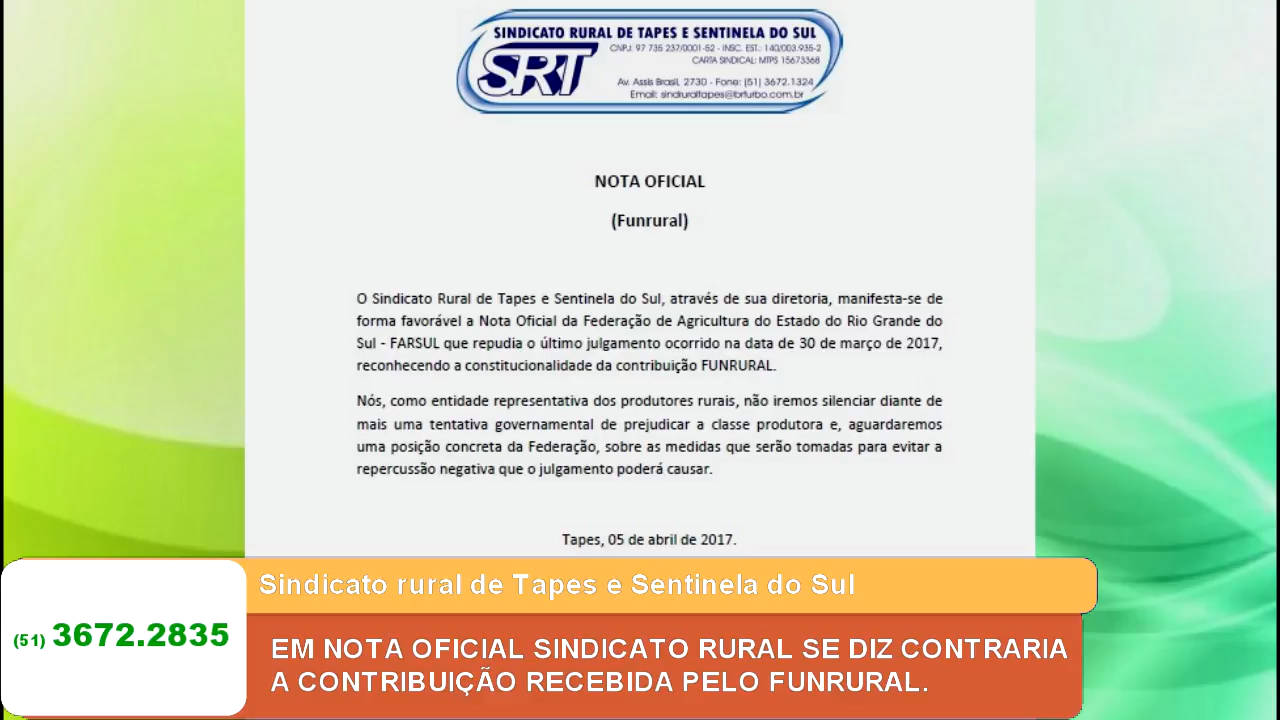 SINDICATO RURAL DE TAPES E SENTINELA DO SUL
SRT
CNPJ: 97 735 237/0001-52 - INSC. EST.: 140/003.935-2
CARTA SINDICAL: MTPS 15673368
Av. Assis Brasil, 2730 - Fone: (51) 3672.1324
Email: sindruraltapes@brturbo.com.br
NOTA OFICIAL
(Funrural)
O Sindicato Rural de Tapes e Sentinela do Sul, através de sua diretoria, manifesta-se de
forma favorável a Nota Oficial da Federação de Agricultura do Estado do Rio Grande do
Sul - FARSUL que repudia o último julgamento ocorrido na data de 30 de março de 2017,
reconhecendo a constitucionalidade da contribuição FUNRURAL.
Nós, como entidade representativa dos produtores rurais, não iremos silenciar diante de
mais uma tentativa governamental de prejudicar a classe produtora e, aguardaremos
uma posição concreta da Federação, sobre as medidas que serão tomadas para evitar a
repercussão negativa que o julgamento poderá causar.
Tapes, 05 de abril de 2017.
Sindicato rural de Tapes e Sentinela do Sul
(51) 3672.2835
EM NOTA OFICIAL SINDICATO RURAL SE DIZ CONTRARIA
A CONTRIBUIÇÃO RECEBIDA PELO FUNRURAL.